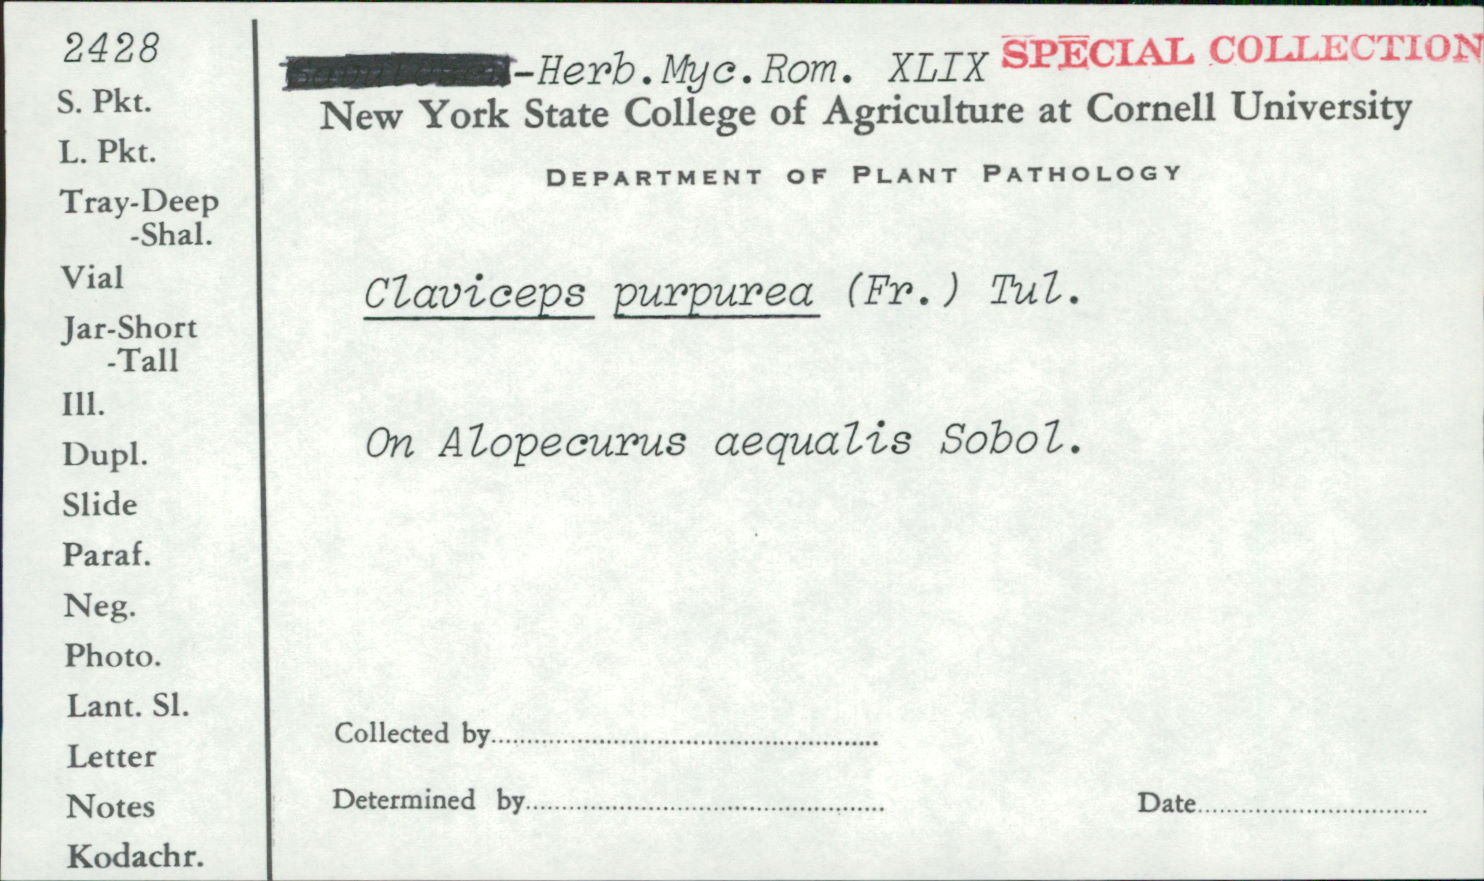 2428
-Herb.Myc.Rom. XLIX SPECIAL COLLECTION
New York State College of Agriculture at Cornell University
DEPARTMENT OF PLANT PATHOLOGY
S. Pkt.
L. Pkt.
Tray-Deep
-Shal.
Vial
Jar-Short
-Tall
Ill.
Dupl.
Slide
Paraf.
Neg.
Photo.
Lant. Sl.
Letter
Notes
Kodachr.
Claviceps purpurea (Fr.) Tul.
On Alopecurus aequalis Sobol.
Collected by
Determined by
Date